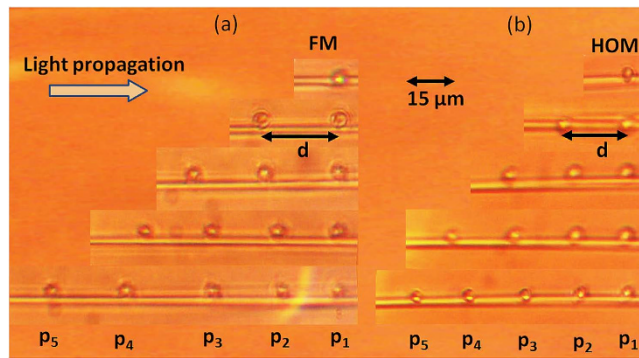 (a)
FM
Light propagation
d
p5 p4 p3 p2 p1
(b)
HOM
15 µm
d
p5 p4 p3 p2 p1